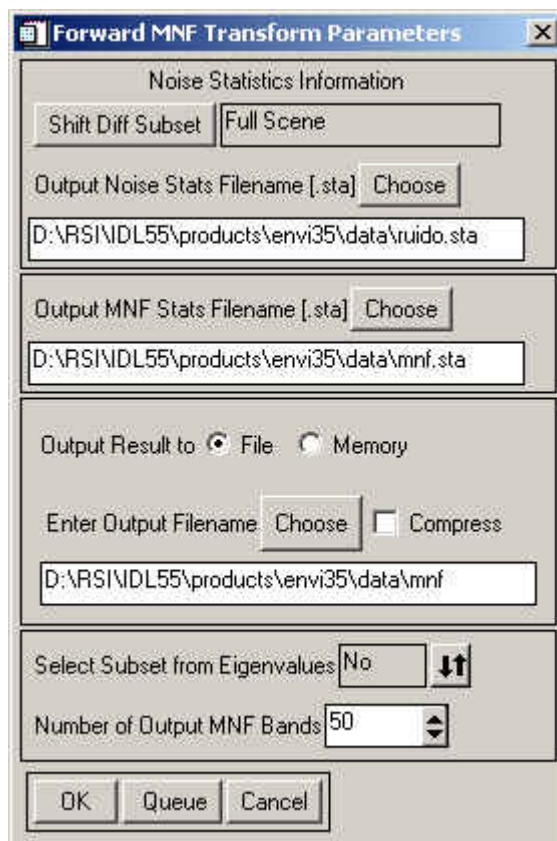 Forward MNF Transform Parameters
Noise Statistics Information
Shift Diff Subset Full Scene
Output Noise Stats Filename [.sta] Choose
D:\RSI\IDL55\products\envi35\data\ruido.sta
Output MNF Stats Filename [.sta] Choose
D:\RSI\IDL55\products\envi35\data\mnf.sta
Output Result to File Memory
Enter Output Filename Choose Compress
D:\RSI\IDL55\products\envi35\data\mnf
Select Subset from Eigenvalues No
Number of Output MNF Bands 50
OK Queue Cancel